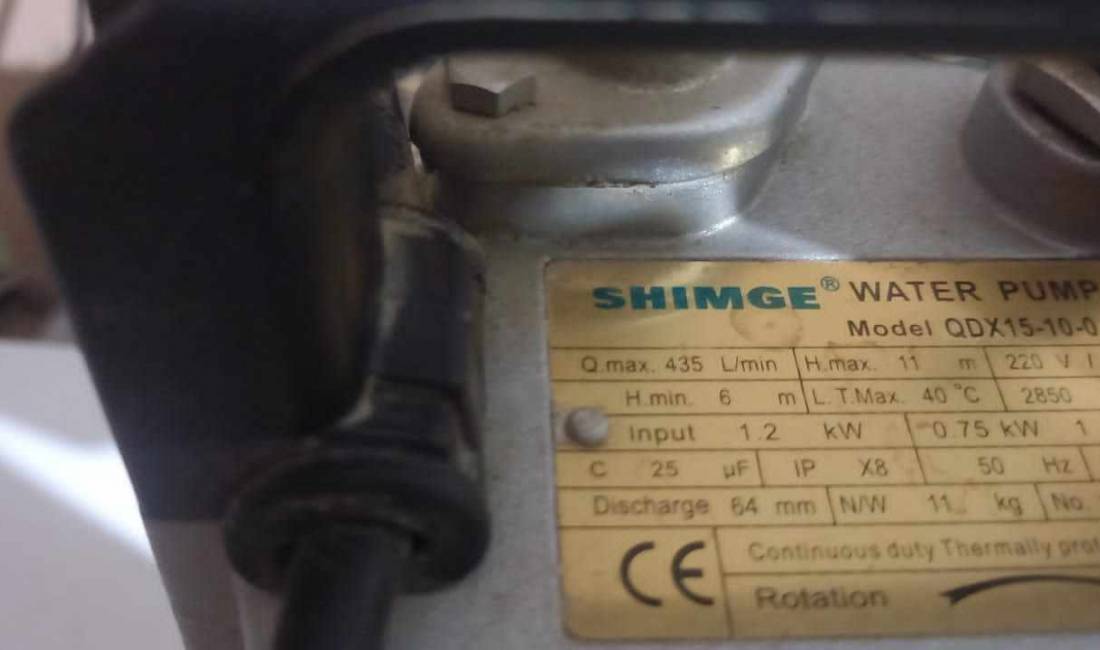 SHIMGE® WATER PUMP
Model QDX15-10-0
Q.max. 435 L/min H.max. 11 m 220 V
H.min. 6 m L.T.Max. 40 °C 2850
Input 1.2 kW 0.75 kW 1
C 25 µF IP X8 50 Hz
Discharge 64 mm N/W 11 kg No.
CE Continuous duty Thermally prot
Rotation